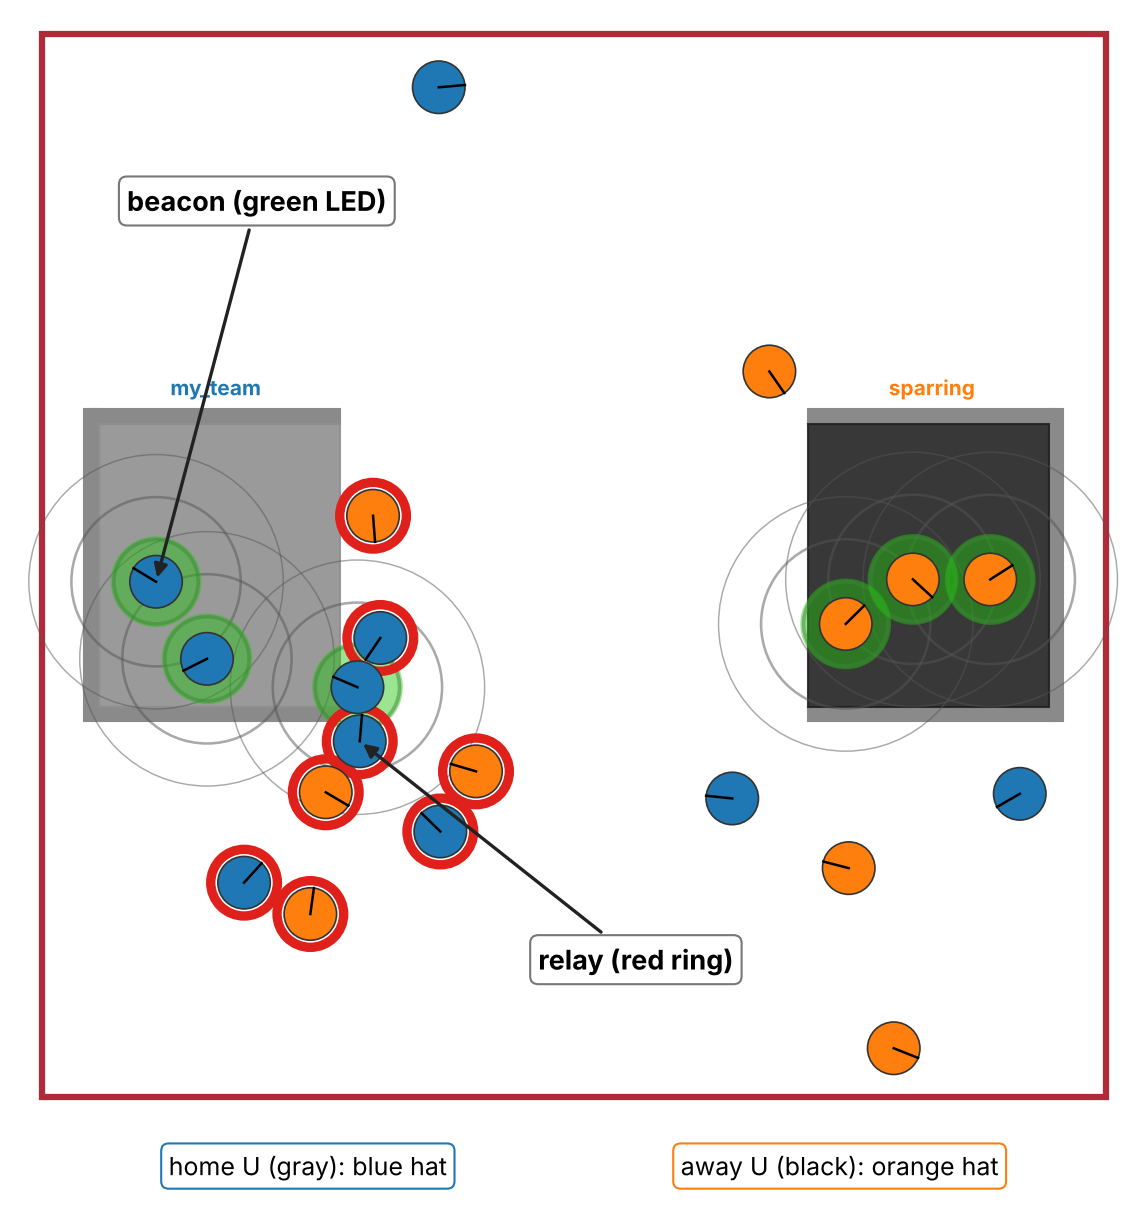 beacon (green LED)
my_team
sparring
relay (red ring)
home U (gray): blue hat
away U (black): orange hat